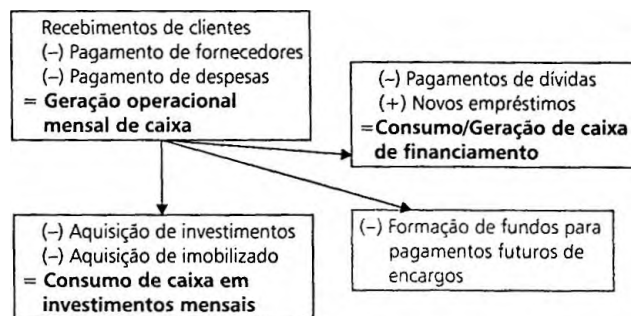 Recebimentos de clientes
(–) Pagamento de fornecedores
(–) Pagamento de despesas
= Geração operacional
mensal de caixa
(–) Pagamentos de dívidas
(+) Novos empréstimos
=Consumo/Geração de caixa
de financiamento
(–) Aquisição de investimentos
(–) Aquisição de imobilizado
= Consumo de caixa em
investimentos mensais
(–) Formação de fundos para
pagamentos futuros de
encargos